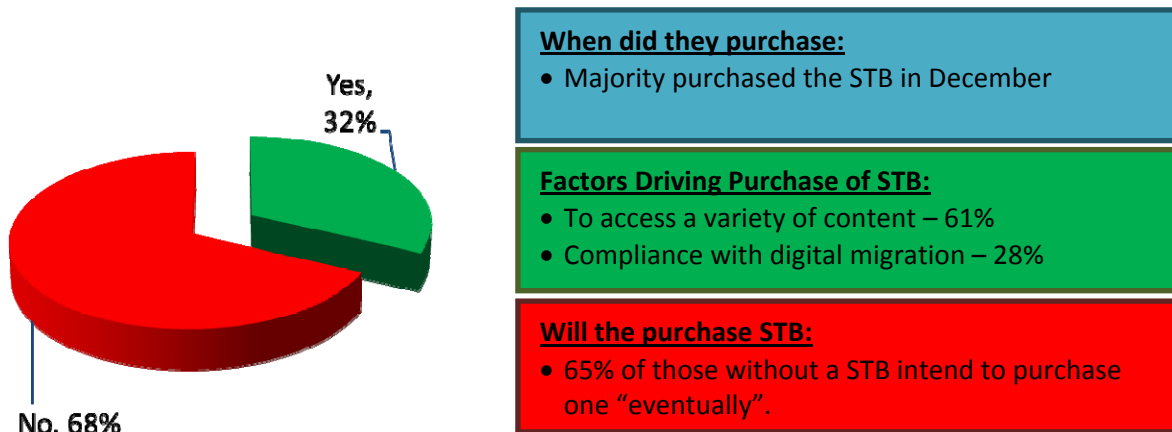 Yes,
32%
No, 68%
When did they purchase:
• Majority purchased the STB in December
Factors Driving Purchase of STB:
• To access a variety of content – 61%
• Compliance with digital migration – 28%
Will the purchase STB:
• 65% of those without a STB intend to purchase
one “eventually”.